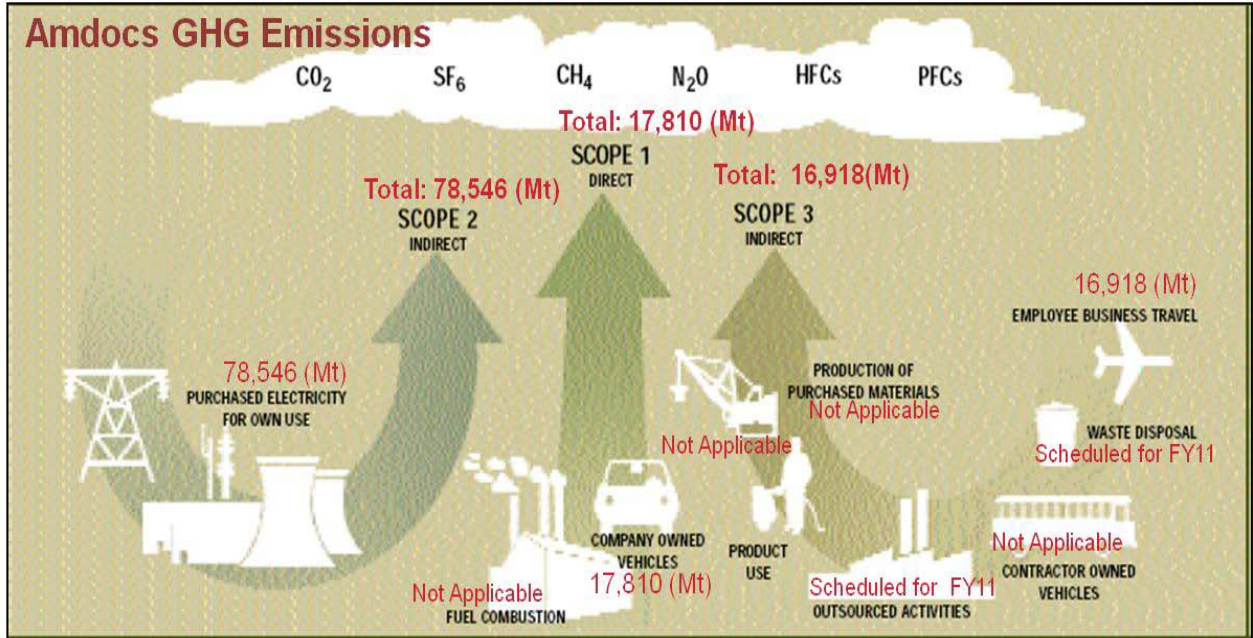 Amdocs GHG Emissions
CO₂ SF₆ CH₄ N₂O HFCs PFCs
Total: 17,810 (Mt)
SCOPE 1
DIRECT
Total: 78,546 (Mt)
SCOPE 2
INDIRECT
Total: 16,918(Mt)
SCOPE 3
INDIRECT
16,918 (Mt)
EMPLOYEE BUSINESS TRAVEL
78,546 (Mt)
PURCHASED ELECTRICITY
FOR OWN USE
PRODUCTION OF
PURCHASED MATERIALS
Not Applicable
Not Applicable
WASTE DISPOSAL
Scheduled for FY11
COMPANY OWNED
VEHICLES
17,810 (Mt)
Not Applicable
FUEL COMBUSTION
PRODUCT
USE
Scheduled for FY11
OUTSOURCED ACTIVITIES
Not Applicable
CONTRACTOR OWNED
VEHICLES